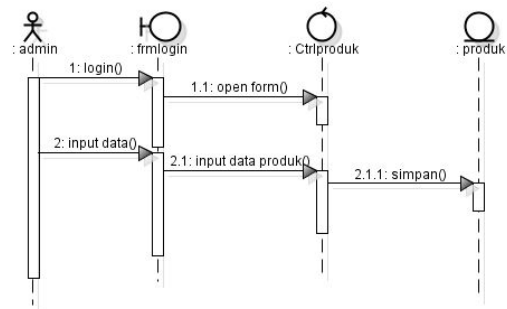 : admin
: frmlogin
: Ctrlproduk
: produk
1: login()
1.1: open form()
2: input data()
2.1: input data produk()
2.1.1: simpan()